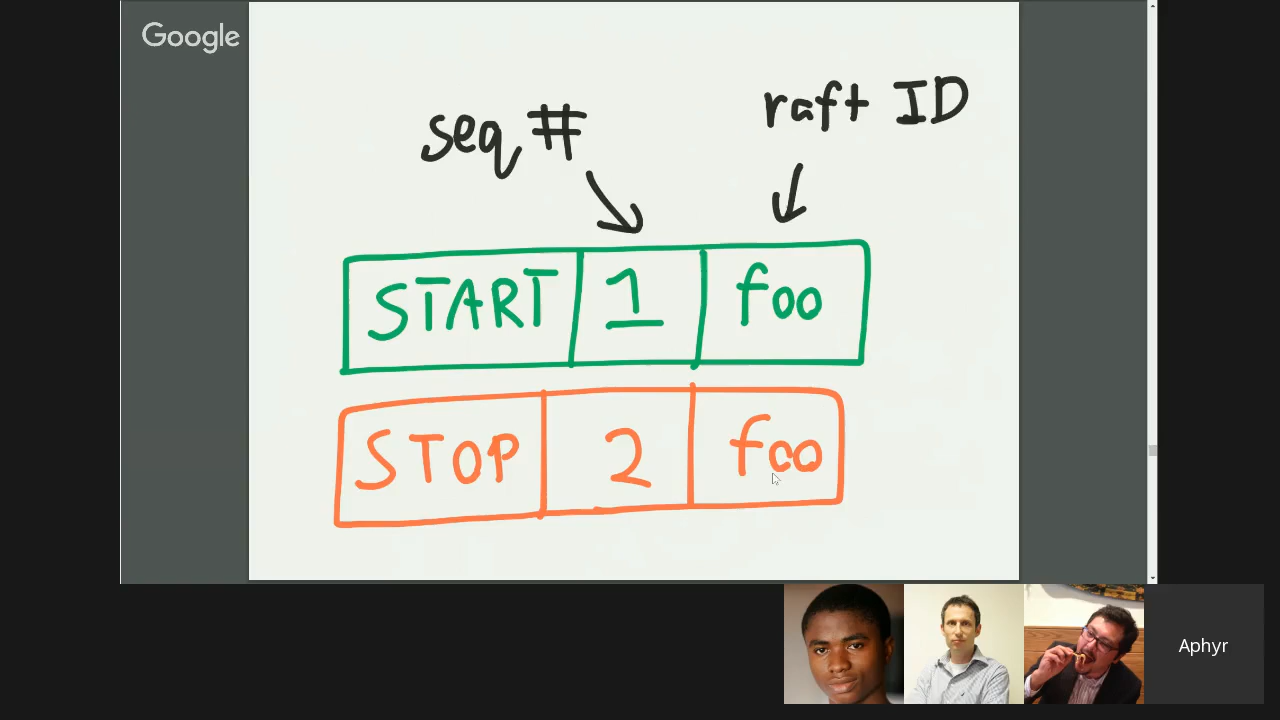 Google
seq # raft ID
START 1 foo
STOP 2 foo
Aphyr